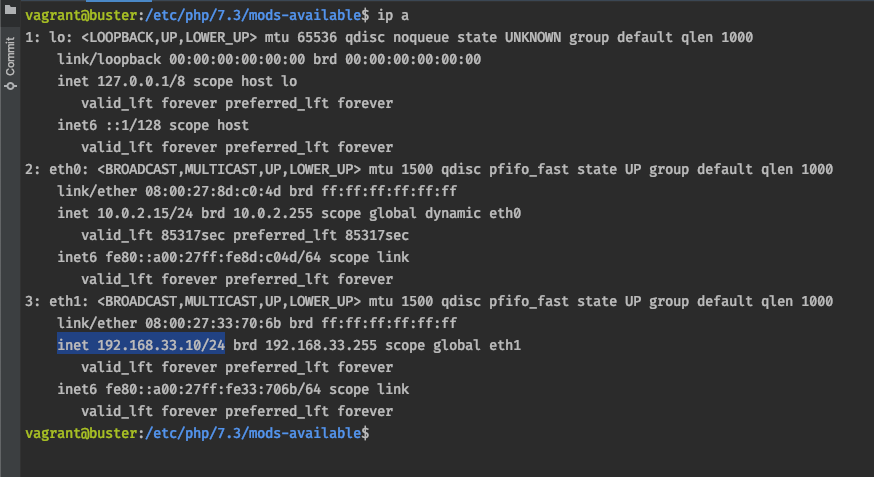 Commit
vagrant@buster:/etc/php/7.3/mods-available$ ip a
1: lo: <LOOPBACK,UP,LOWER_UP> mtu 65536 qdisc noqueue state UNKNOWN group default qlen 1000
    link/loopback 00:00:00:00:00:00 brd 00:00:00:00:00:00
    inet 127.0.0.1/8 scope host lo
       valid_lft forever preferred_lft forever
    inet6 ::1/128 scope host
       valid_lft forever preferred_lft forever
2: eth0: <BROADCAST,MULTICAST,UP,LOWER_UP> mtu 1500 qdisc pfifo_fast state UP group default qlen 1000
    link/ether 08:00:27:8d:c0:4d brd ff:ff:ff:ff:ff:ff
    inet 10.0.2.15/24 brd 10.0.2.255 scope global dynamic eth0
       valid_lft 85317sec preferred_lft 85317sec
    inet6 fe80::a00:27ff:fe8d:c04d/64 scope link
       valid_lft forever preferred_lft forever
3: eth1: <BROADCAST,MULTICAST,UP,LOWER_UP> mtu 1500 qdisc pfifo_fast state UP group default qlen 1000
    link/ether 08:00:27:33:70:6b brd ff:ff:ff:ff:ff:ff
    inet 192.168.33.10/24 brd 192.168.33.255 scope global eth1
       valid_lft forever preferred_lft forever
    inet6 fe80::a00:27ff:fe33:706b/64 scope link
       valid_lft forever preferred_lft forever
vagrant@buster:/etc/php/7.3/mods-available$